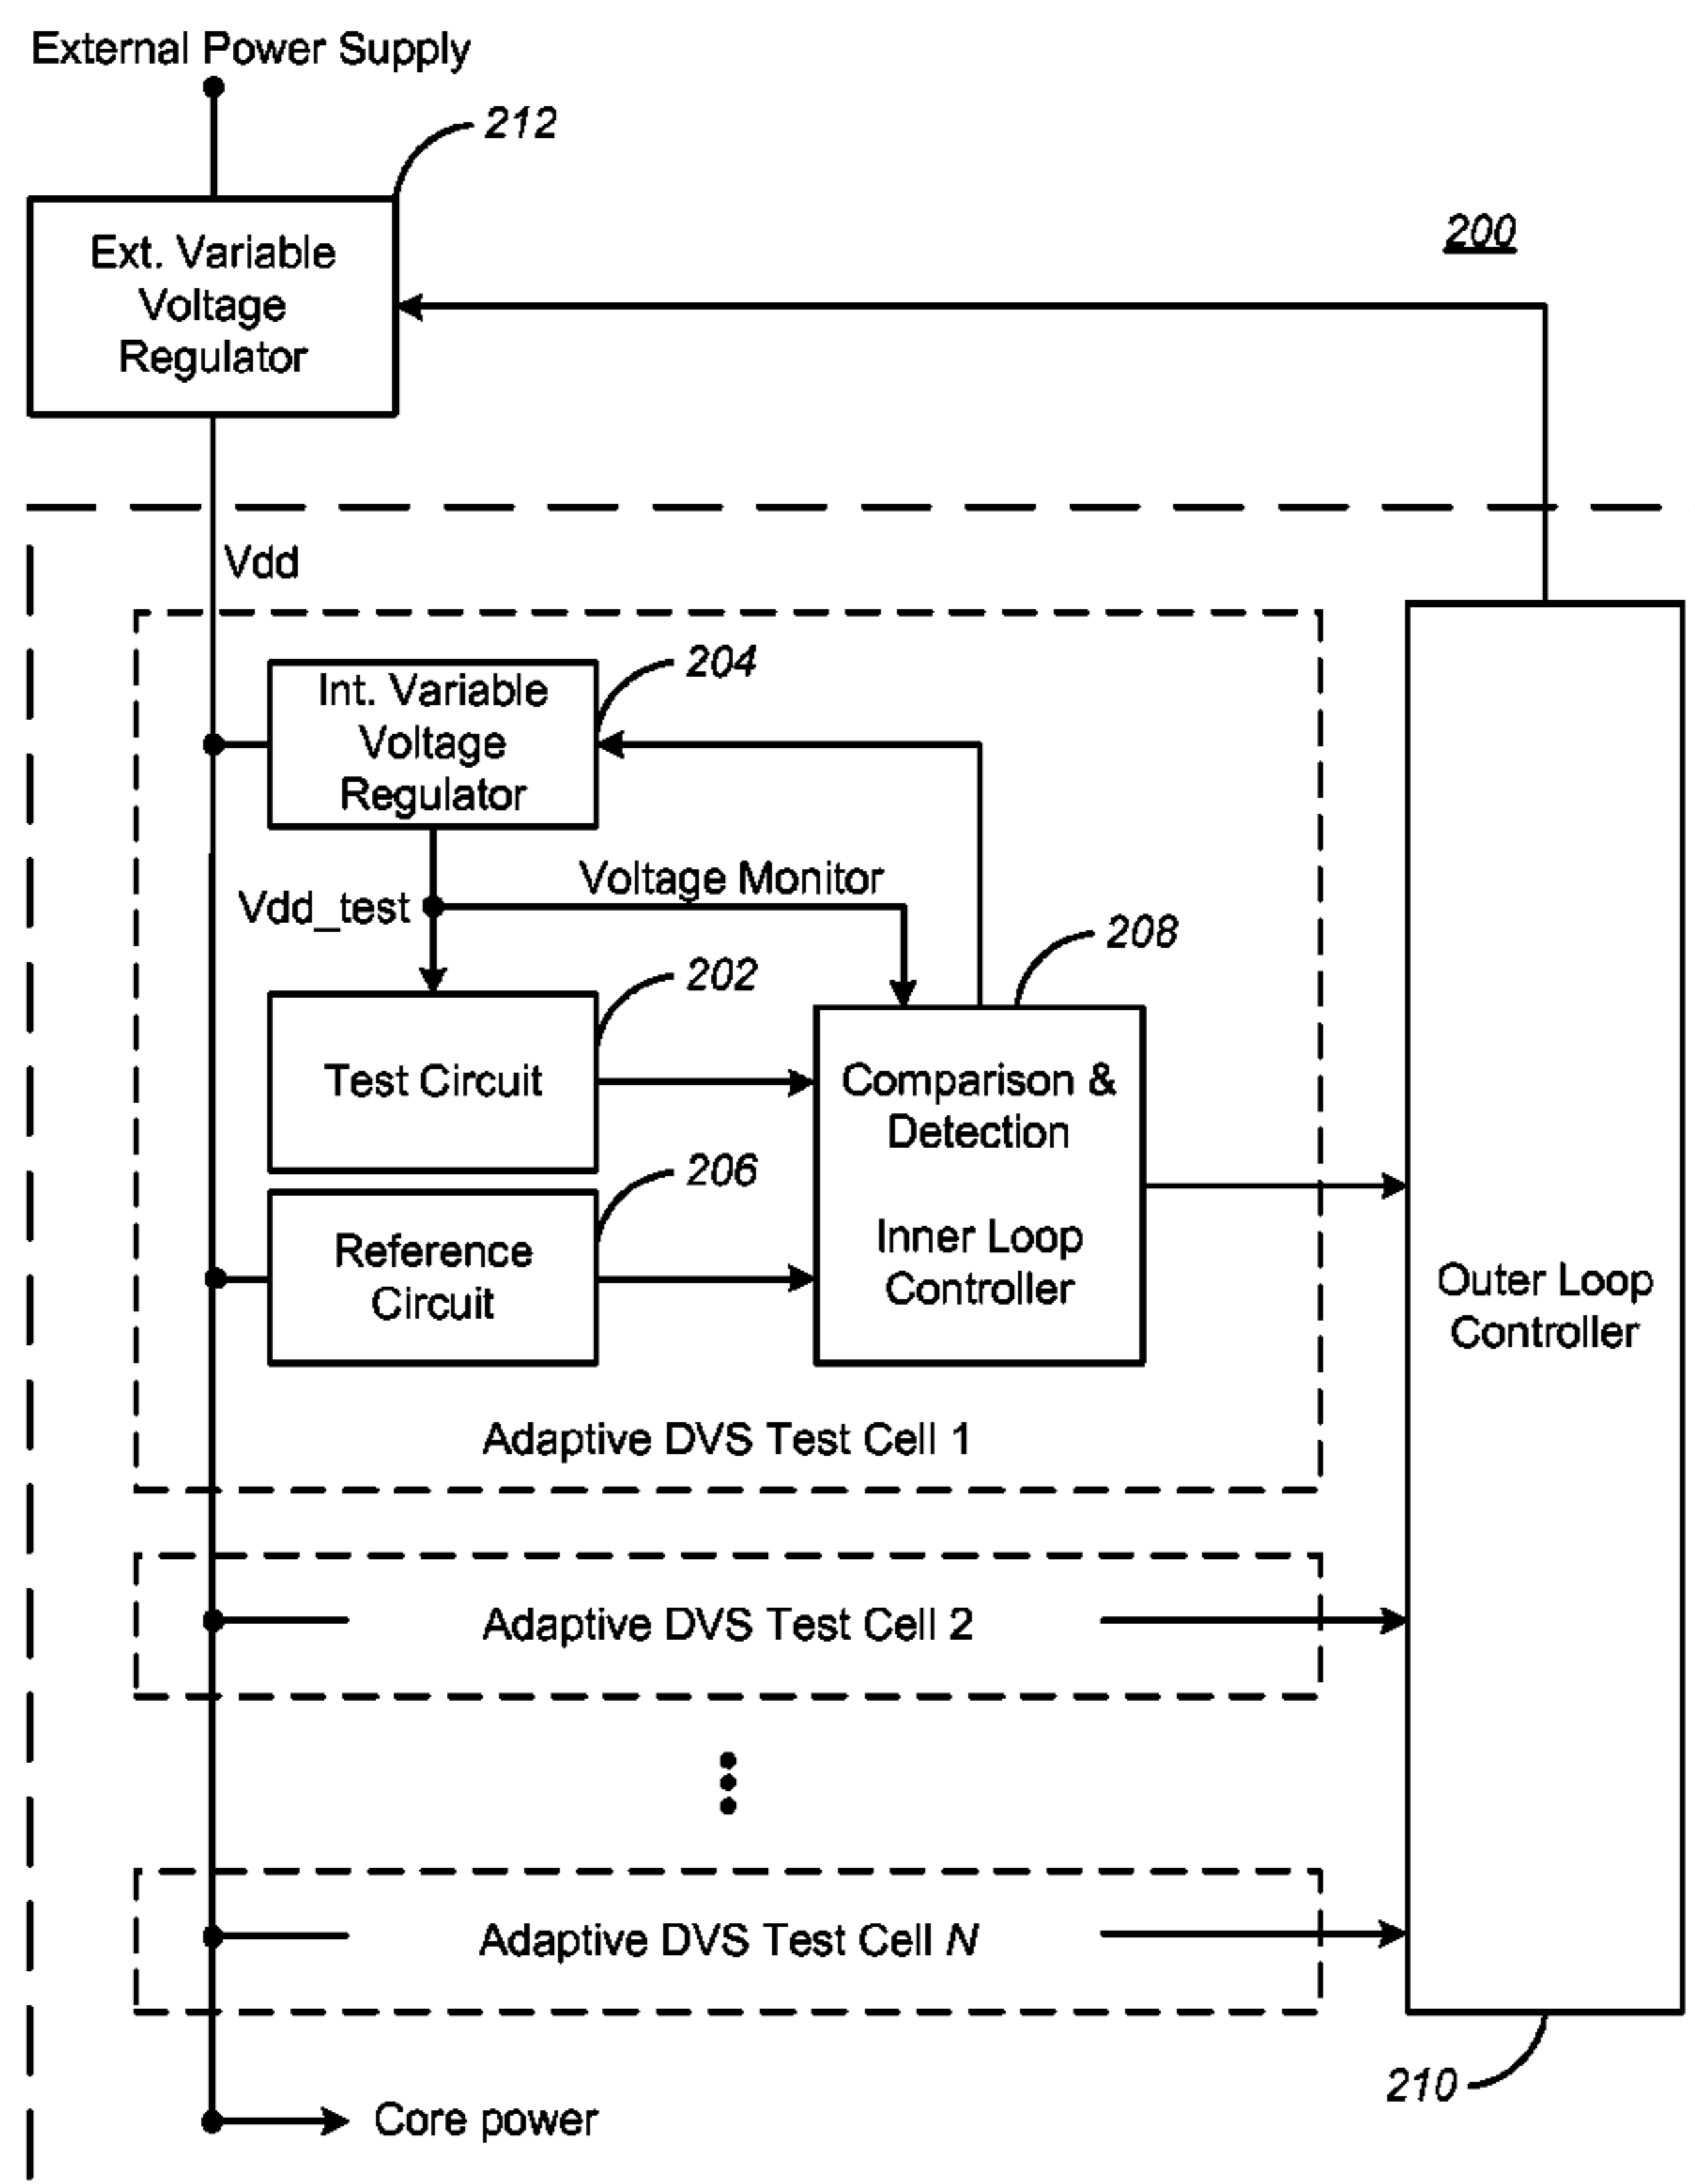 External Power Supply
212
Ext. Variable
Voltage
Regulator
200
Vdd
Int. Variable
Voltage
Regulator
204
Voltage Monitor
Vdd_test
208
202
Test Circuit
Comparison &
Detection
206
Reference
Circuit
Inner Loop
Controller
Outer Loop
Controller
Adaptive DVS Test Cell 1
Adaptive DVS Test Cell 2
Adaptive DVS Test Cell N
210
Core power